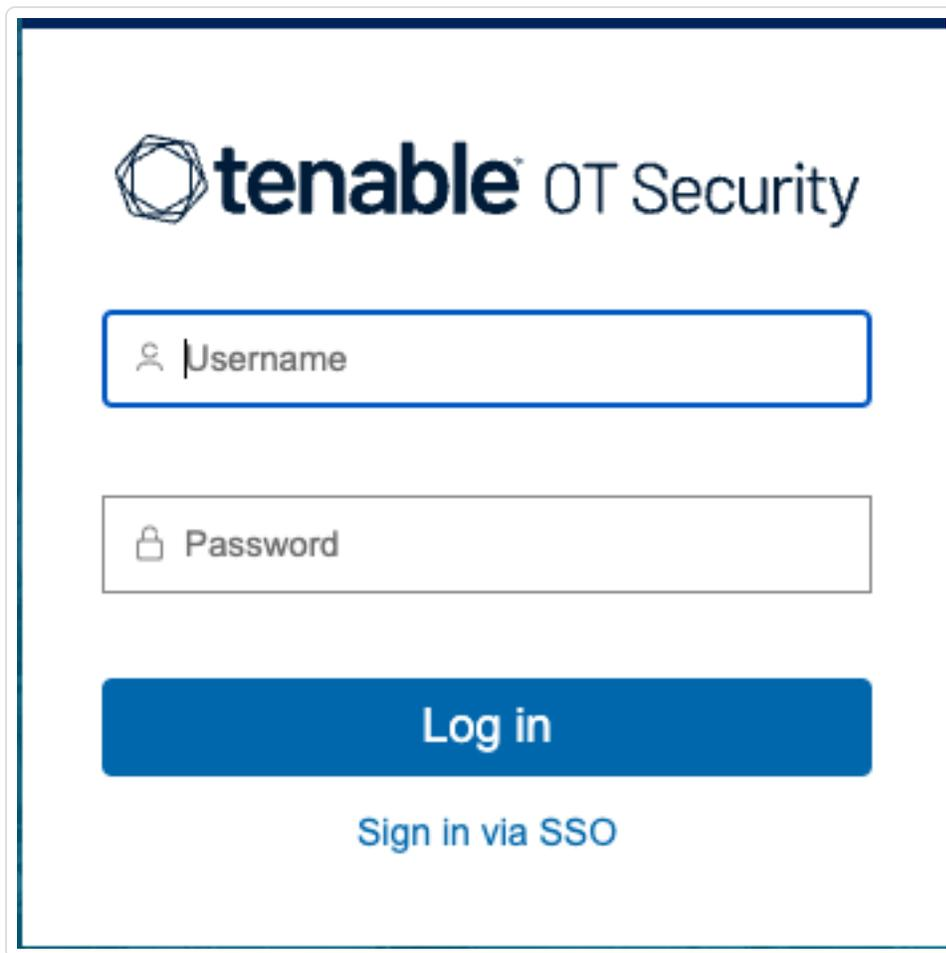 tenable OT Security
Username
Password
Log in
Sign in via SSO